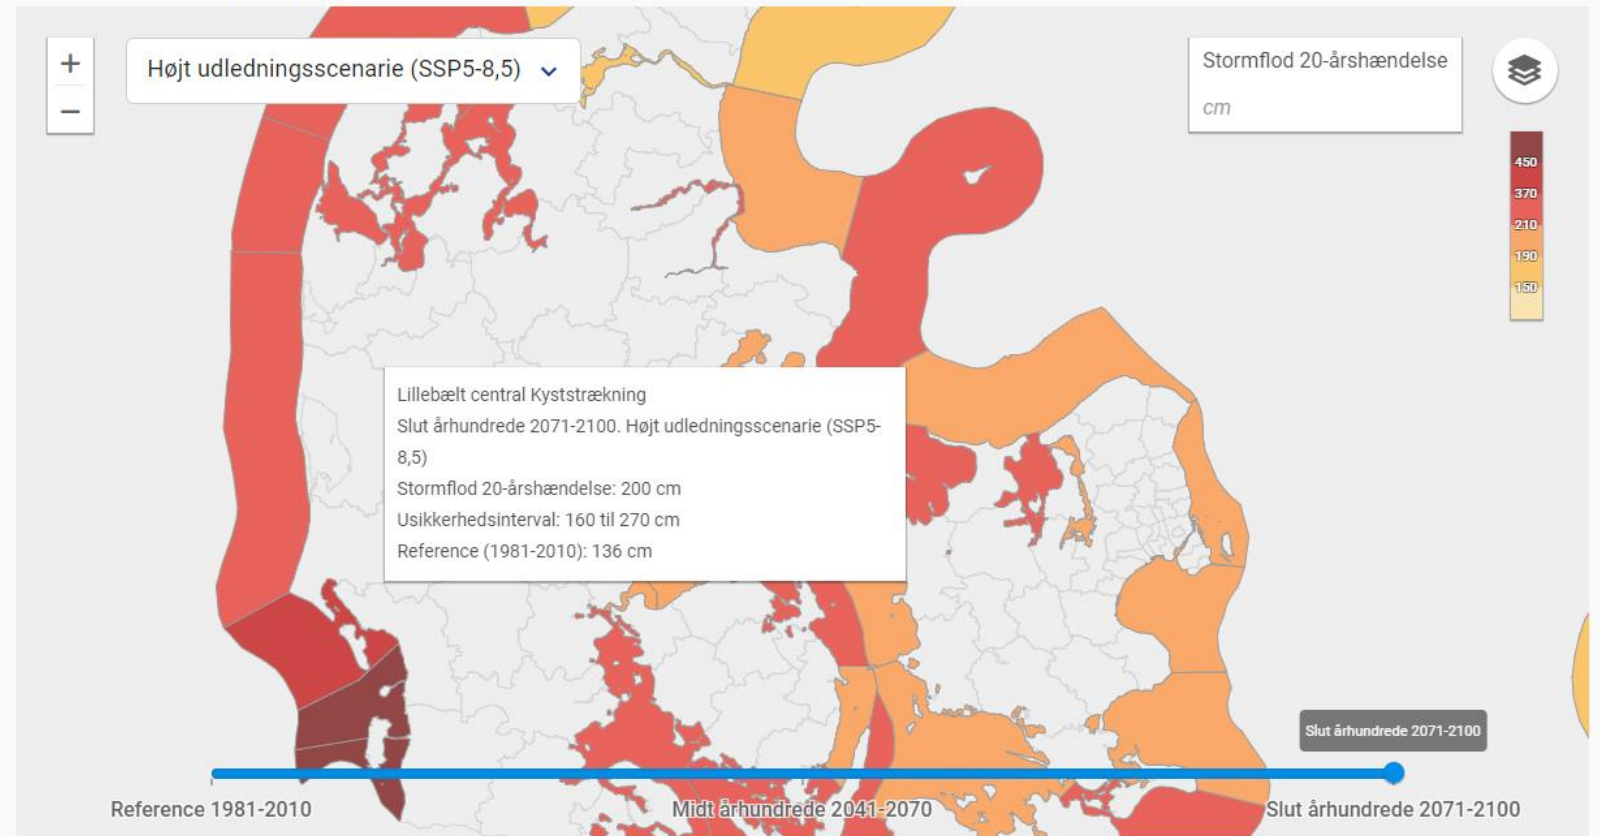 +
Højt udledningsscenarie (SSP5-8,5)
−
Stormflod 20-årshændelse
cm
450
370
210
190
150
Lillebælt central Kyststrækning
Slut århundrede 2071-2100. Højt udledningsscenarie (SSP5-
8,5)
Stormflod 20-årshændelse: 200 cm
Usikkerhedsinterval: 160 til 270 cm
Reference (1981-2010): 136 cm
Slut århundrede 2071-2100
Reference 1981-2010
Midt århundrede 2041-2070
Slut århundrede 2071-2100